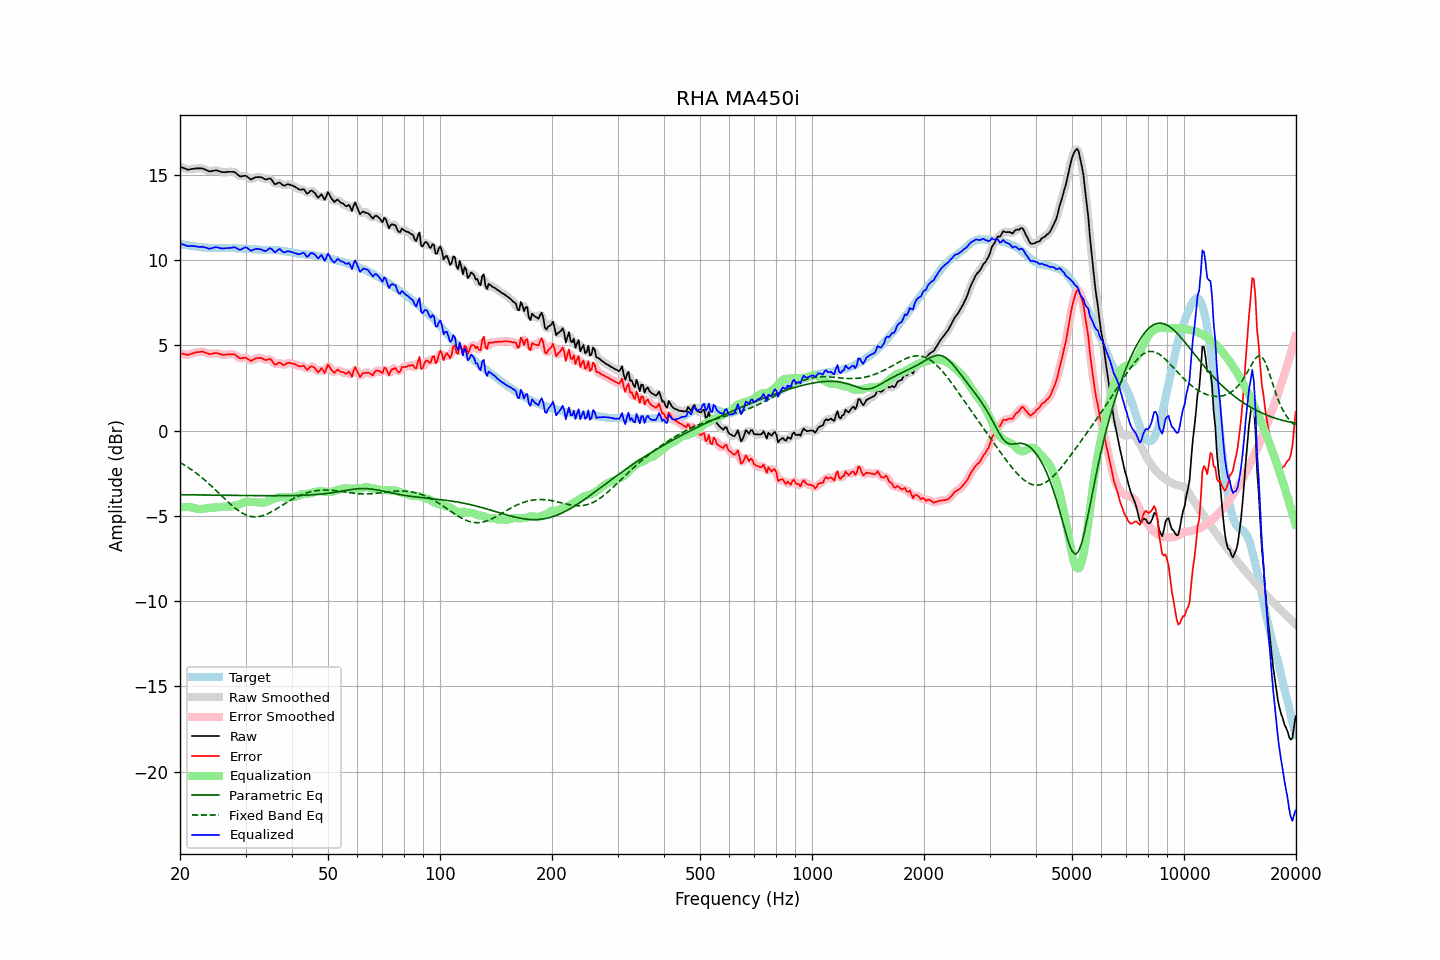 RHA MA450i
Amplitude (dBr)
15
10
5
0
−5
−10
−15
−20
Target
Raw Smoothed
Error Smoothed
Raw
Error
Equalization
Parametric Eq
Fixed Band Eq
Equalized
20 50 100 200 500 1000 2000 5000 10000 20000
Frequency (Hz)